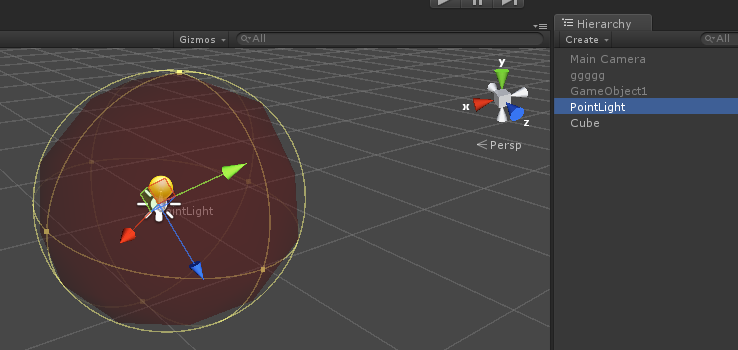 Hierarchy
Gizmos
All
Create
All
Main Camera
ggggg
GameObject1
PointLight
Cube
y
x
z
Persp
PointLight